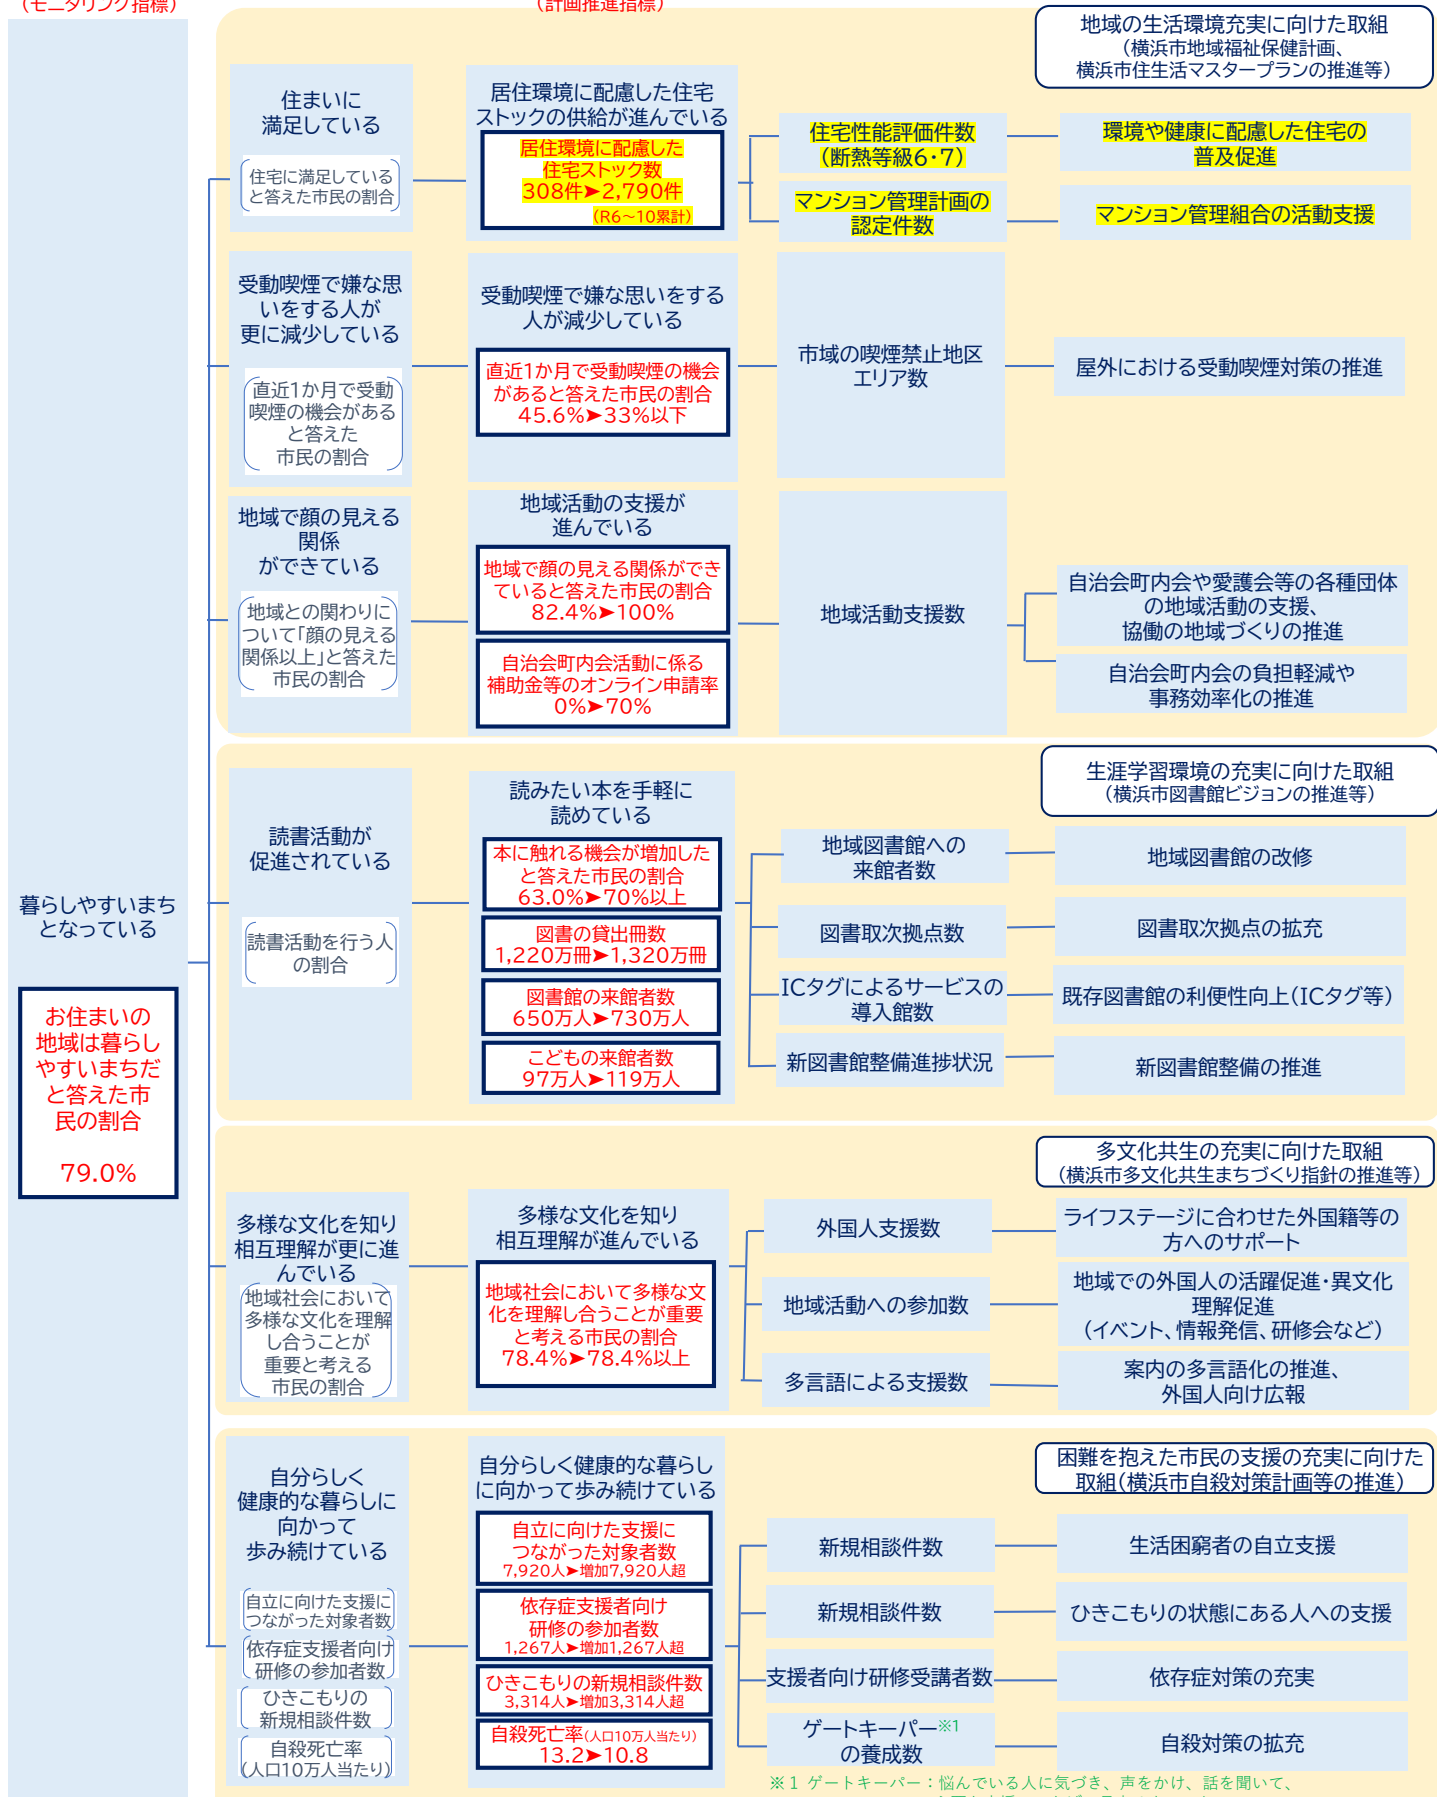 (モニタリング指標)
(計画推進指標)
地域の生活環境充実に向けた取組
(横浜市地域福祉保健計画、
横浜市住生活マスタープランの推進等)
住まいに
満足している
住宅に満足している
と答えた市民の割合
居住環境に配慮した住宅
ストックの供給が進んでいる
居住環境に配慮した
住宅ストック数
308件➤2,790件
(R6~10累計)
住宅性能評価件数
(断熱等級6・7)
環境や健康に配慮した住宅の
普及促進
マンション管理計画の
認定件数
マンション管理組合の活動支援
受動喫煙で嫌な思
いをする人が
更に減少している
直近1か月で受動
喫煙の機会がある
と答えた
市民の割合
受動喫煙で嫌な思いをする
人が減少している
直近1か月で受動喫煙の機会
があると答えた市民の割合
45.6%➤33%以下
市域の喫煙禁止地区
エリア数
屋外における受動喫煙対策の推進
地域で顔の見える
関係
ができている
地域との関わりに
ついて「顔の見える
関係以上」と答えた
市民の割合
地域活動の支援が
進んでいる
地域で顔の見える関係ができ
ていると答えた市民の割合
82.4%➤100%
自治会町内会活動に係る
補助金等のオンライン申請率
0%➤70%
地域活動支援数
自治会町内会や愛護会等の各種団体
の地域活動の支援、
協働の地域づくりの推進
自治会町内会の負担軽減や
事務効率化の推進
暮らしやすいまち
となっている
お住まいの
地域は暮らし
やすいまちだ
と答えた市
民の割合
79.0%
生涯学習環境の充実に向けた取組
(横浜市図書館ビジョンの推進等)
読書活動が
促進されている
読書活動を行う人
の割合
読みたい本を手軽に
読めている
本に触れる機会が増加した
と答えた市民の割合
63.0%➤70%以上
図書の貸出冊数
1,220万冊➤1,320万冊
図書館の来館者数
650万人➤730万人
こどもの来館者数
97万人➤119万人
地域図書館への
来館者数
地域図書館の改修
図書取次拠点数
図書取次拠点の拡充
ICタグによるサービスの
導入館数
既存図書館の利便性向上(ICタグ等)
新図書館整備進捗状況
新図書館整備の推進
多文化共生の充実に向けた取組
(横浜市多文化共生まちづくり指針の推進等)
多様な文化を知り
相互理解が更に進
んでいる
地域社会において
多様な文化を理解
し合うことが
重要と考える
市民の割合
多様な文化を知り
相互理解が進んでいる
地域社会において多様な文
化を理解し合うことが重要
と考える市民の割合
78.4%➤78.4%以上
外国人支援数
ライフステージに合わせた外国籍等の
方へのサポート
地域活動への参加数
地域での外国人の活躍促進・異文化
理解促進
(イベント、情報発信、研修会など)
多言語による支援数
案内の多言語化の推進、
外国人向け広報
困難を抱えた市民の支援の充実に向けた
取組(横浜市自殺対策計画等の推進)
自分らしく
健康的な暮らしに
向かって
歩み続けている
自立に向けた支援に
つながった対象者数
依存症支援者向け
研修の参加者数
ひきこもりの
新規相談件数
自殺死亡率
(人口10万人当たり)
自分らしく健康的な暮らし
に向かって歩み続けている
自立に向けた支援に
つながった対象者数
7,920人➤増加7,920人超
依存症支援者向け
研修の参加者数
1,267人➤増加1,267人超
ひきこもりの新規相談件数
3,314人➤増加3,314人超
自殺死亡率(人口10万人当たり)
13.2➤10.8
新規相談件数
生活困窮者の自立支援
新規相談件数
ひきこもりの状態にある人への支援
支援者向け研修受講者数
依存症対策の充実
ゲートキーパー※1
の養成数
自殺対策の拡充
※1 ゲートキーパー:悩んでいる人に気づき、声をかけ、話を聞いて、